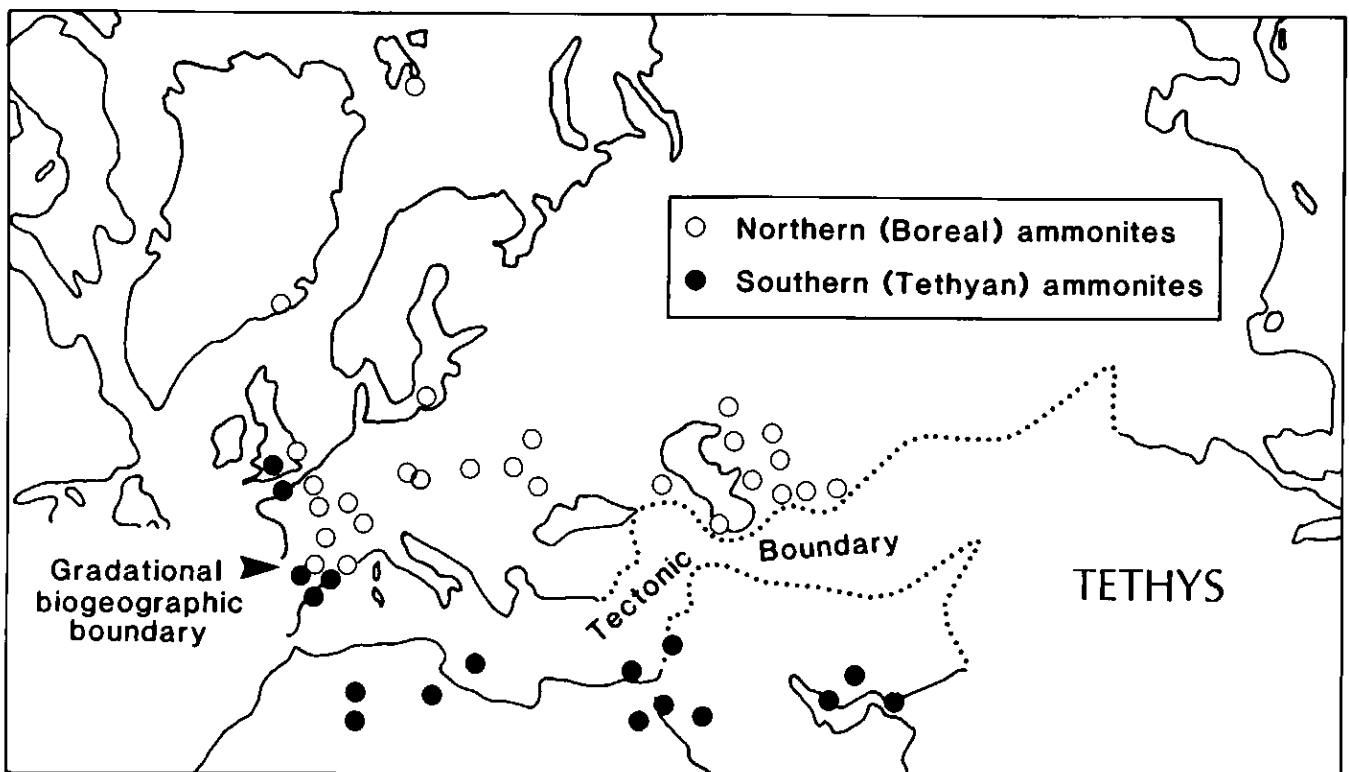 Northern (Boreal) ammonites
Southern (Tethyan) ammonites
Gradational
biogeographic
boundary
Tectonic
Boundary
TETHYS